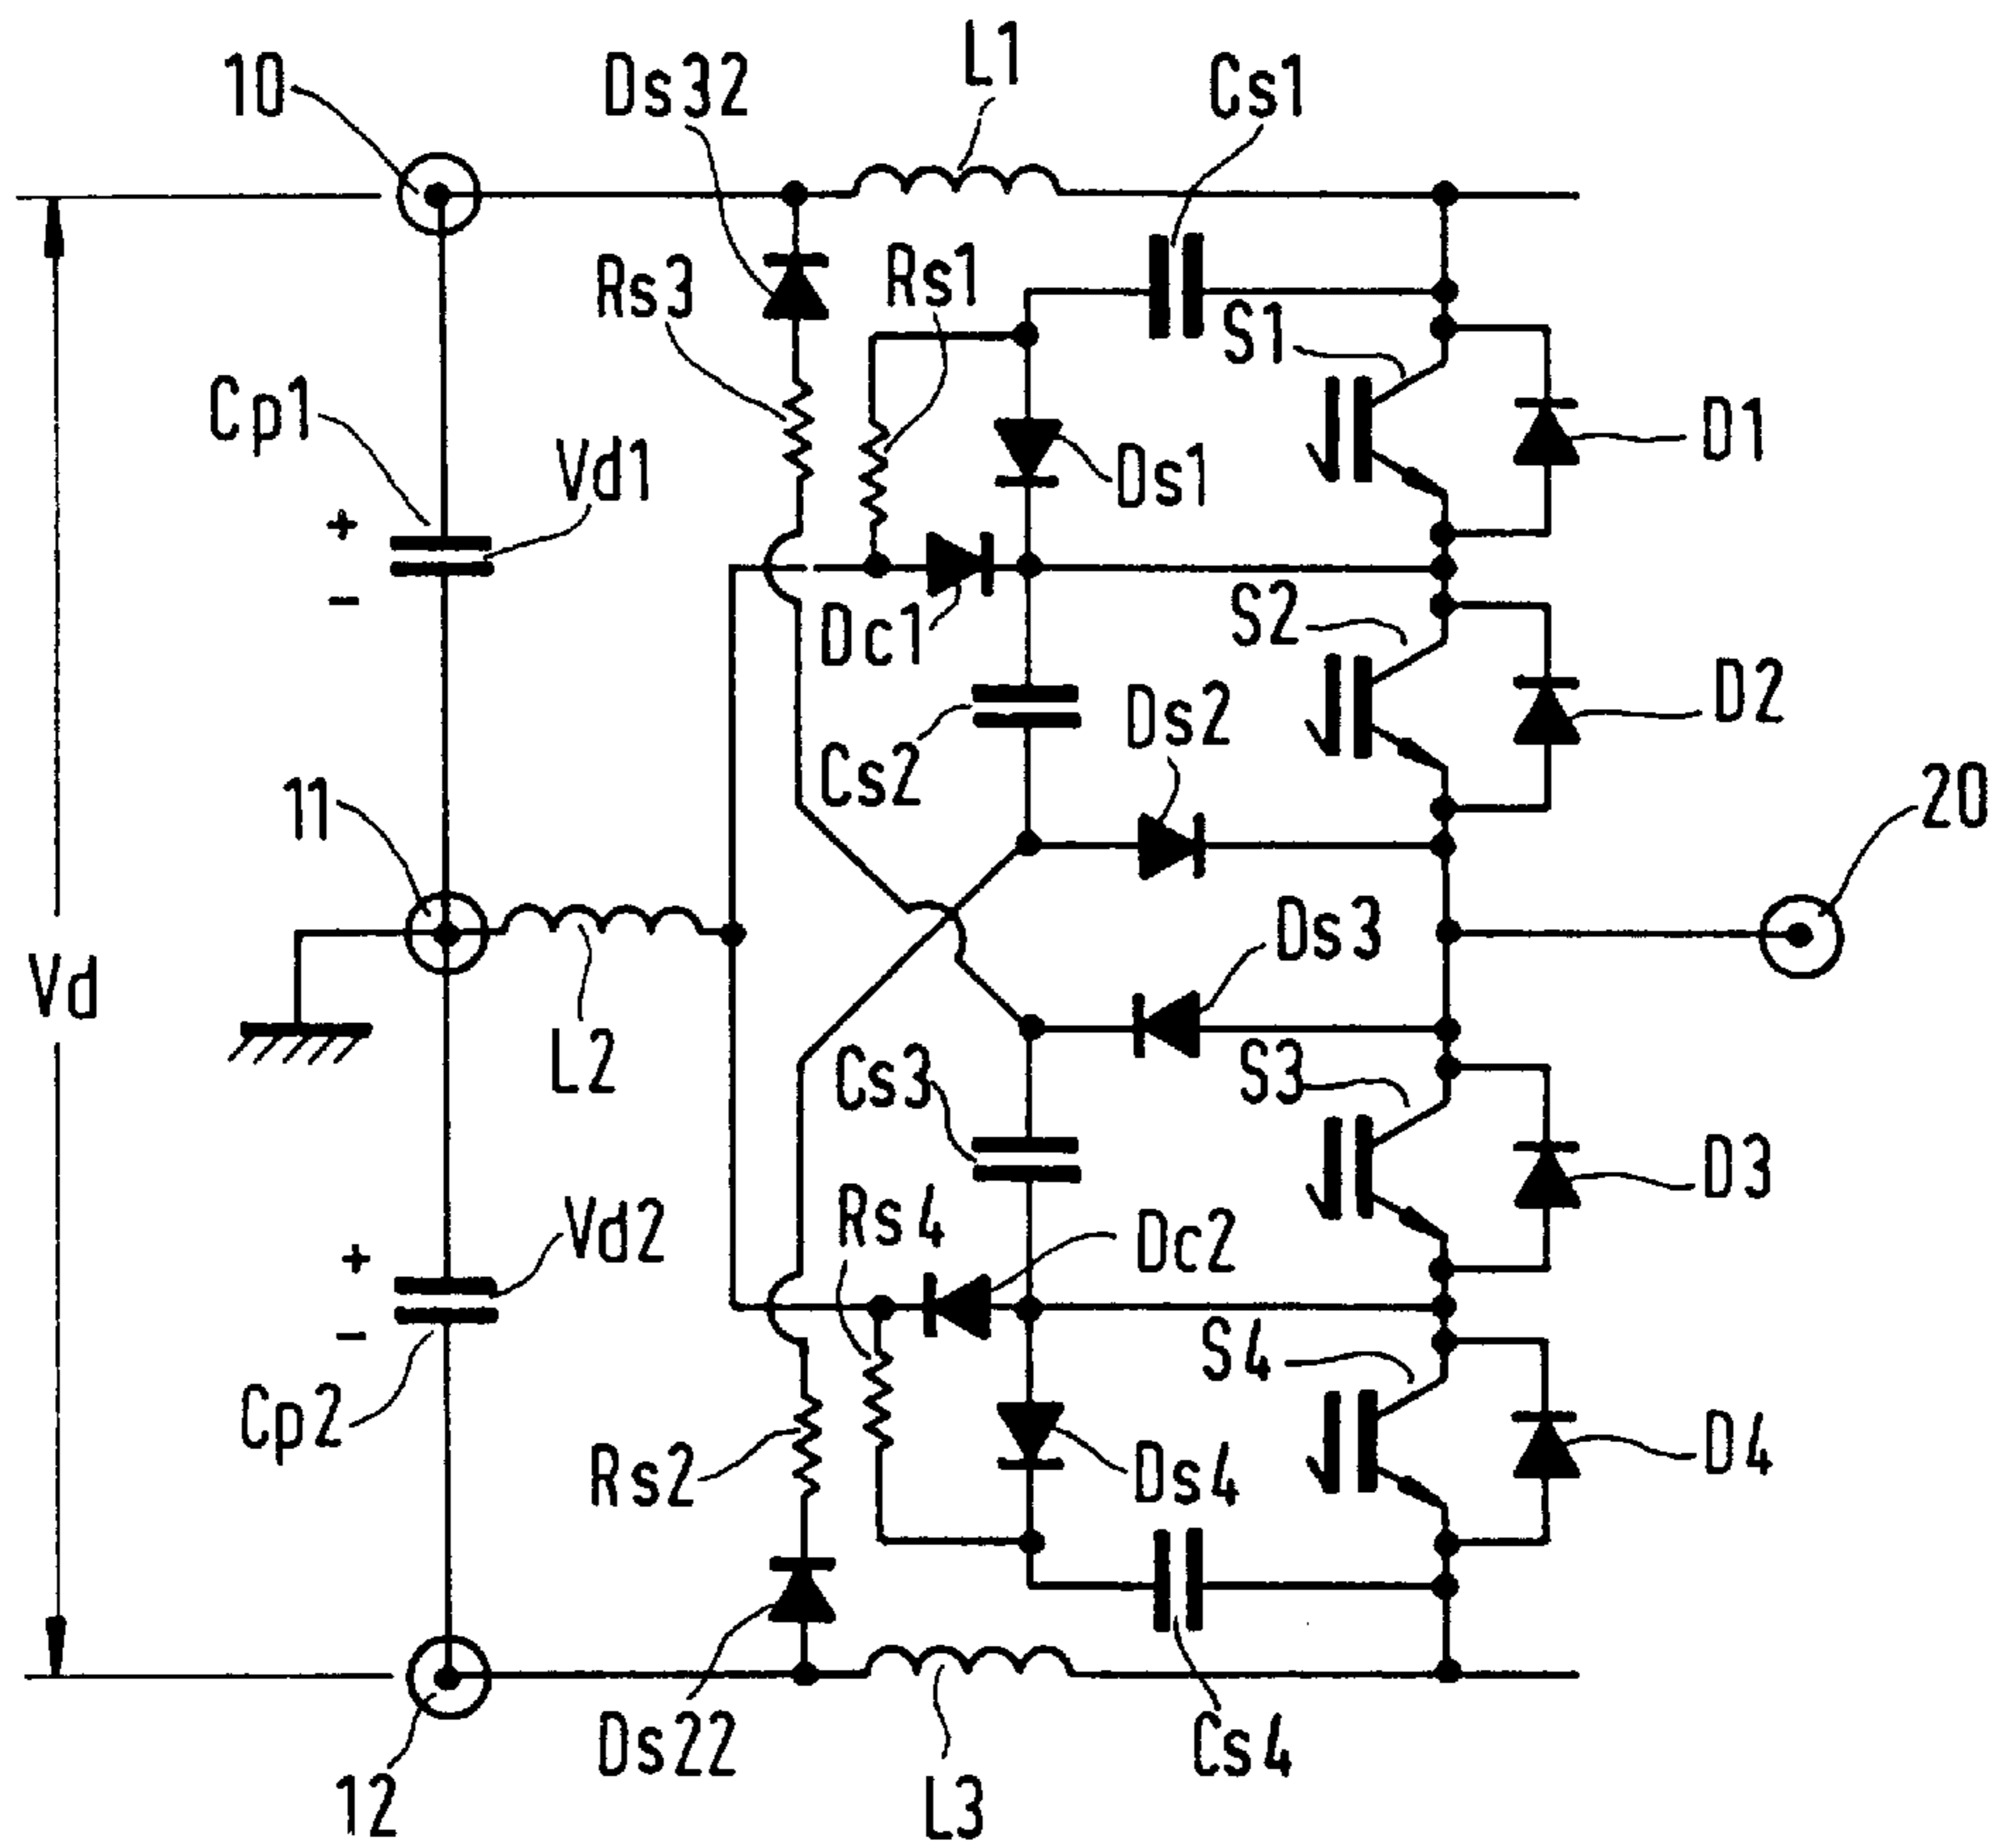 L1
10
Ds32
Cs1
Rs3
Rs1
S1
Cp1
Vd1
Ds1
D1
+
-
Dc1
S2
D2
Cs2
Ds2
11
20
Ds3
Vd
L2
Cs3
S3
D3
Rs4
Vd2
Dc2
+
-
S4
Cp2
Rs2
Ds4
D4
Ds22
Cs4
12
L3